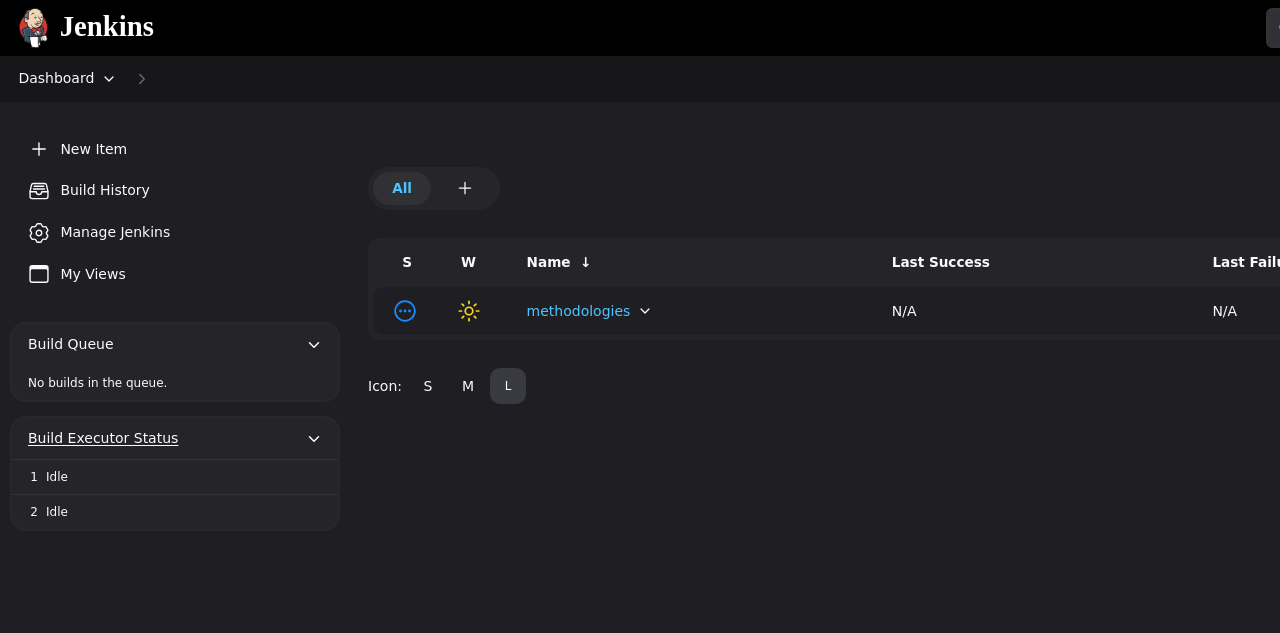 Jenkins
Dashboard
New Item
Build History
Manage Jenkins
My Views
Build Queue
No builds in the queue.
Build Executor Status
1 Idle
2 Idle
All
S W Name ↓ Last Success Last Failu
methodologies N/A N/A
Icon: S M L